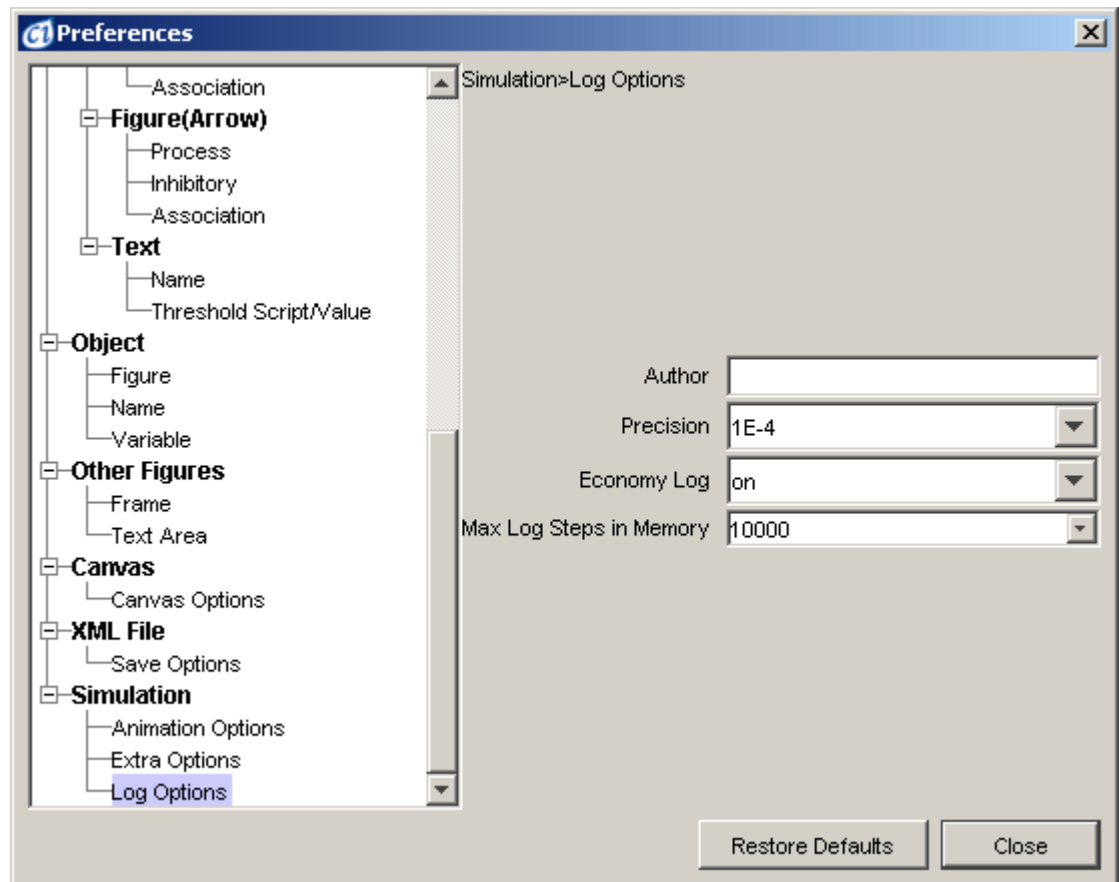 Preferences
Association
Figure(Arrow)
Process
Inhibitory
Association
Text
Name
Threshold Script/Value
Object
Figure
Name
Variable
Other Figures
Frame
Text Area
Canvas
Canvas Options
XML File
Save Options
Simulation
Animation Options
Extra Options
Log Options
Simulation>Log Options
Author
Precision 1E-4
Economy Log on
Max Log Steps in Memory 10000
Restore Defaults Close